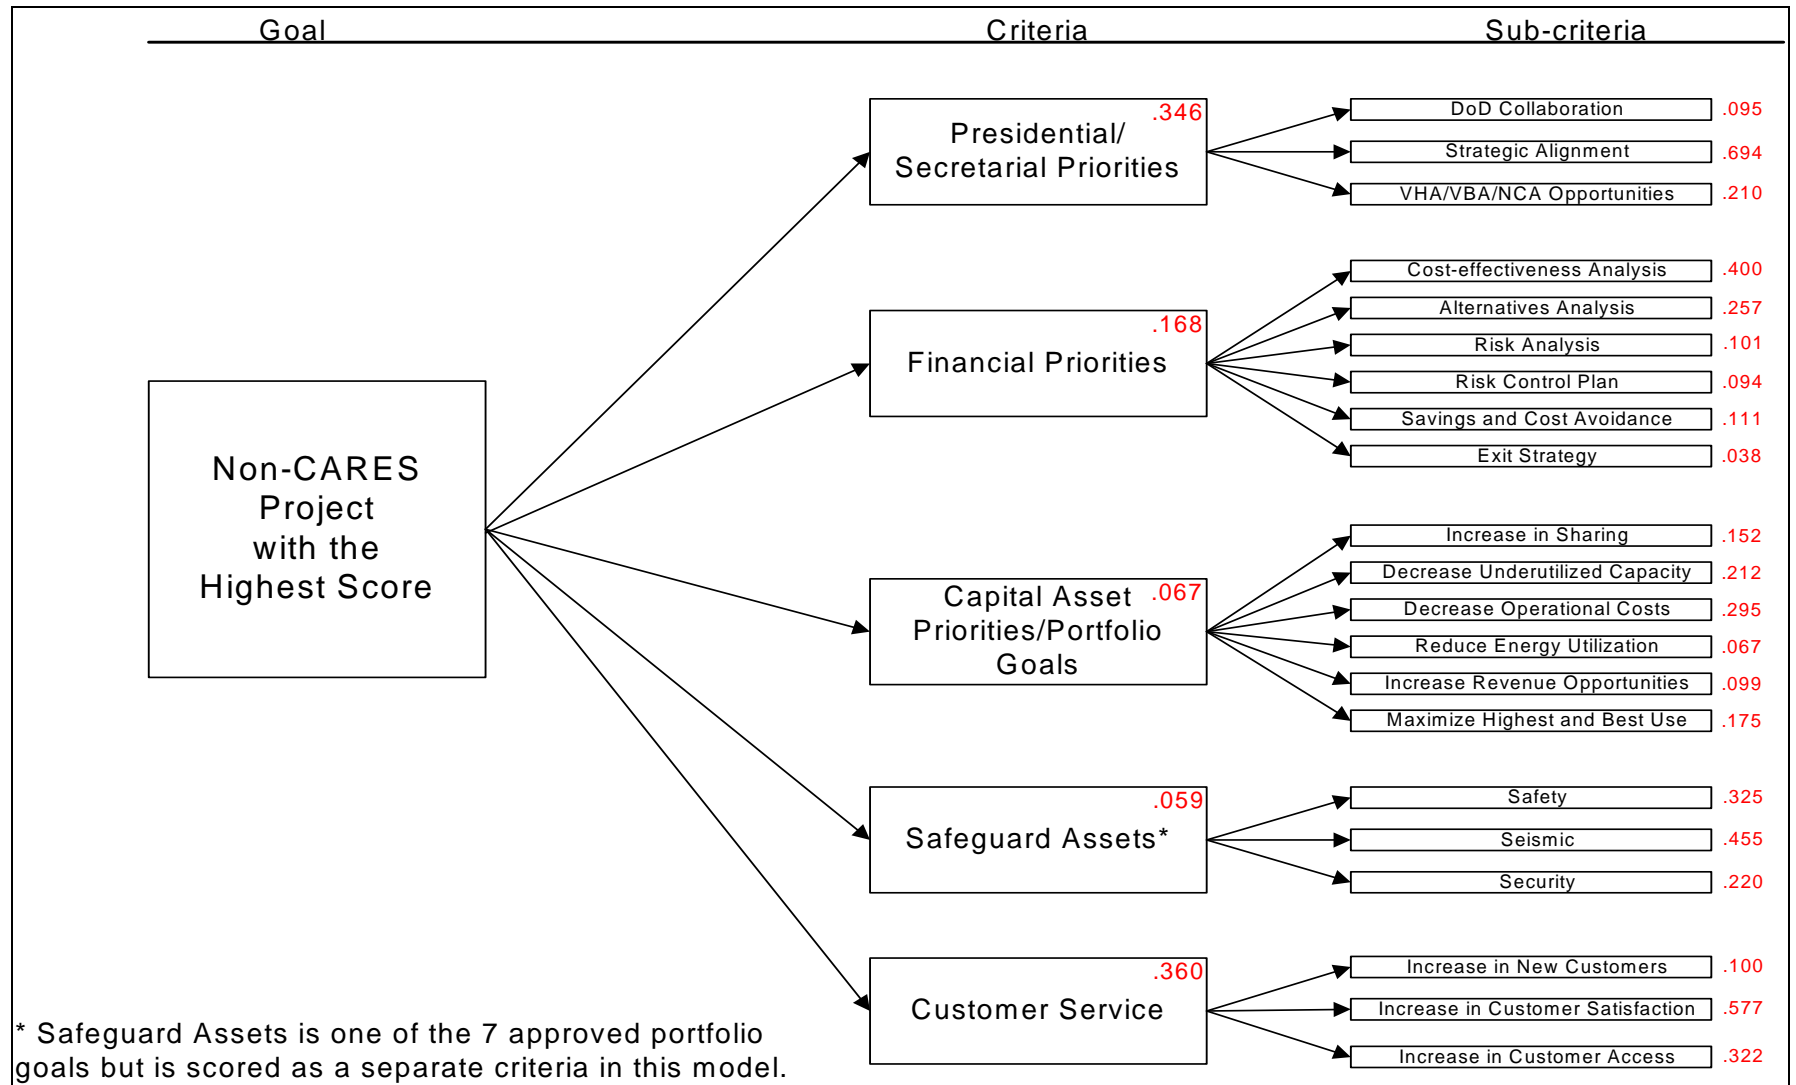 Goal
Criteria
Sub-criteria
.346
Presidential/
Secretarial Priorities
DoD Collaboration .095
Strategic Alignment .694
VHA/VBA/NCA Opportunities .210
.168
Financial Priorities
Cost-effectiveness Analysis .400
Alternatives Analysis .257
Risk Analysis .101
Risk Control Plan .094
Savings and Cost Avoidance .111
Exit Strategy .038
Non-CARES
Project
with the
Highest Score
.067
Capital Asset
Priorities/Portfolio
Goals
Increase in Sharing .152
Decrease Underutilized Capacity .212
Decrease Operational Costs .295
Reduce Energy Utilization .067
Increase Revenue Opportunities .099
Maximize Highest and Best Use .175
.059
Safeguard Assets*
Safety .325
Seismic .455
Security .220
.360
Customer Service
Increase in New Customers .100
Increase in Customer Satisfaction .577
Increase in Customer Access .322
* Safeguard Assets is one of the 7 approved portfolio
goals but is scored as a separate criteria in this model.